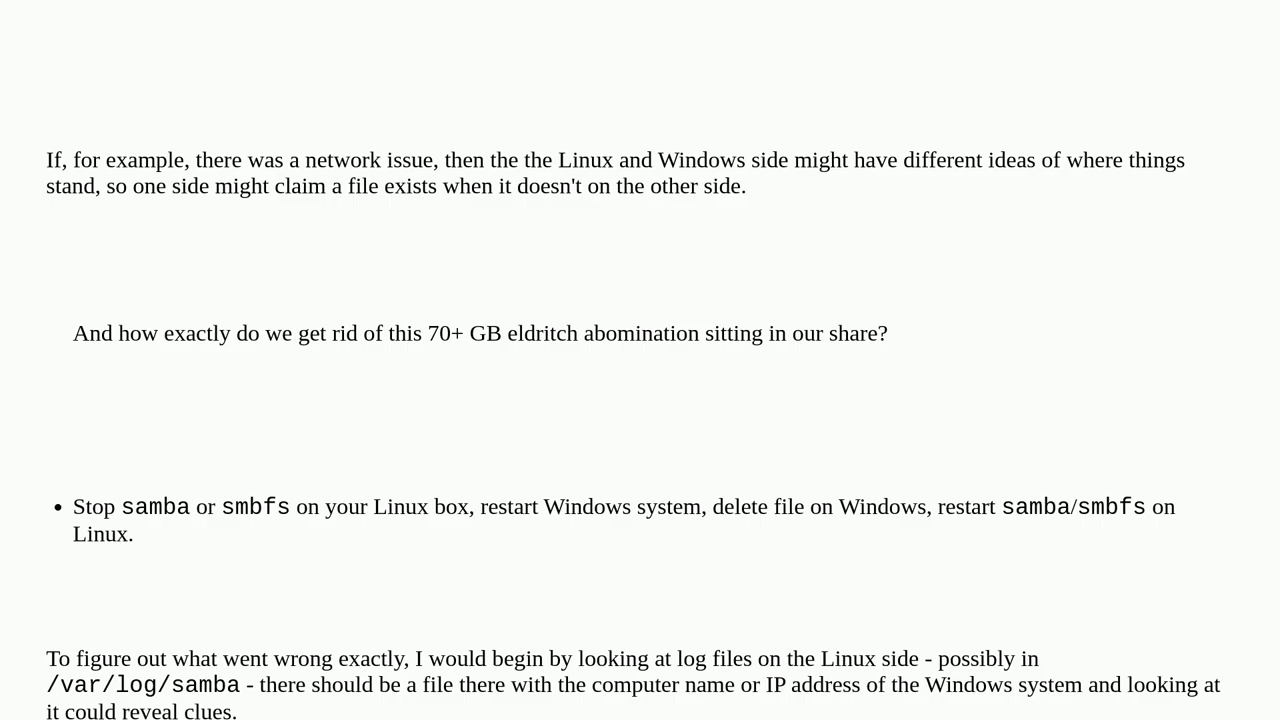 If, for example, there was a network issue, then the the Linux and Windows side might have different ideas of where things
stand, so one side might claim a file exists when it doesn't on the other side.
And how exactly do we get rid of this 70+ GB eldritch abomination sitting in our share?
• Stop samba or smbfs on your Linux box, restart Windows system, delete file on Windows, restart samba/smbfs on
Linux.
To figure out what went wrong exactly, I would begin by looking at log files on the Linux side - possibly in
/var/log/samba - there should be a file there with the computer name or IP address of the Windows system and looking at
it could reveal clues.